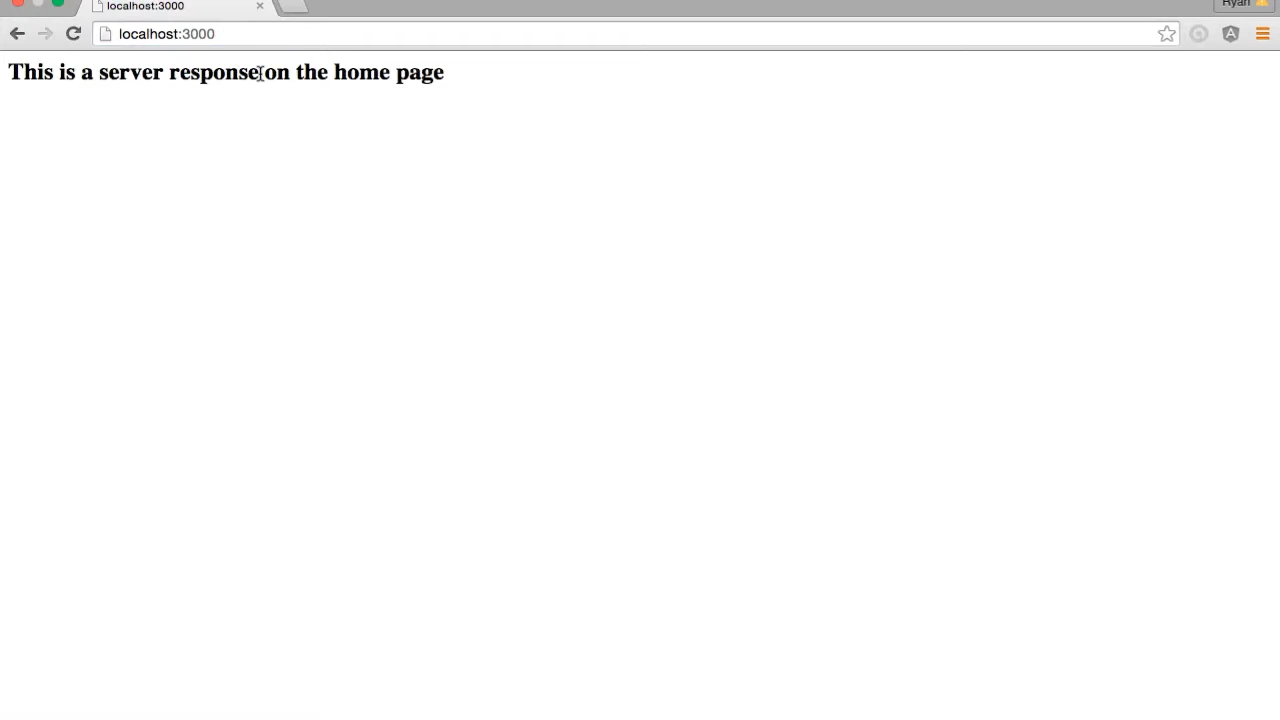 localhost:3000
Ryan
localhost:3000
This is a server response on the home page